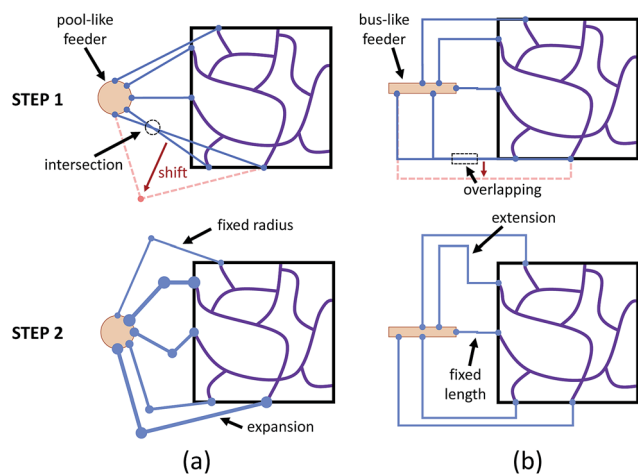 pool-like
feeder
STEP 1
intersection
shift
bus-like
feeder
overlapping
fixed radius
STEP 2
expansion
extension
fixed
length
(a)
(b)